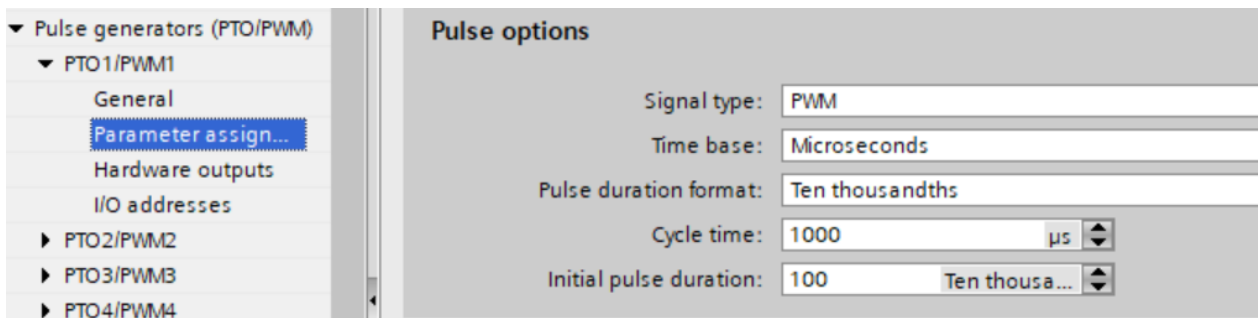 Pulse generators (PTO/PWM)
PTO1/PWM1
General
Parameter assign...
Hardware outputs
I/O addresses
PTO2/PWM2
PTO3/PWM3
PTO4/PWM4
Pulse options
Signal type: PWM
Time base: Microseconds
Pulse duration format: Ten thousandths
Cycle time: 1000 µs
Initial pulse duration: 100 Ten thousa...